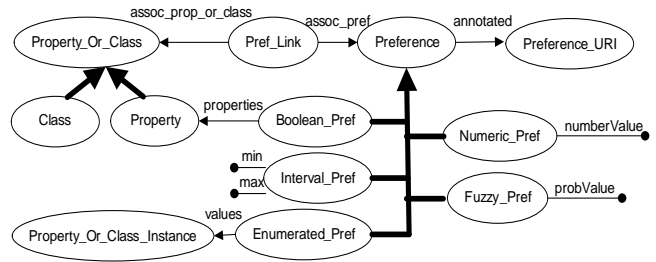 assoc_prop_or_class
assoc_pref
annotated
Property_Or_Class
Pref_Link
Preference
Preference_URI
Class
Property
properties
Boolean_Pref
Numeric_Pref
numberValue
min
max
Interval_Pref
Fuzzy_Pref
probValue
Property_Or_Class_Instance
values
Enumerated_Pref